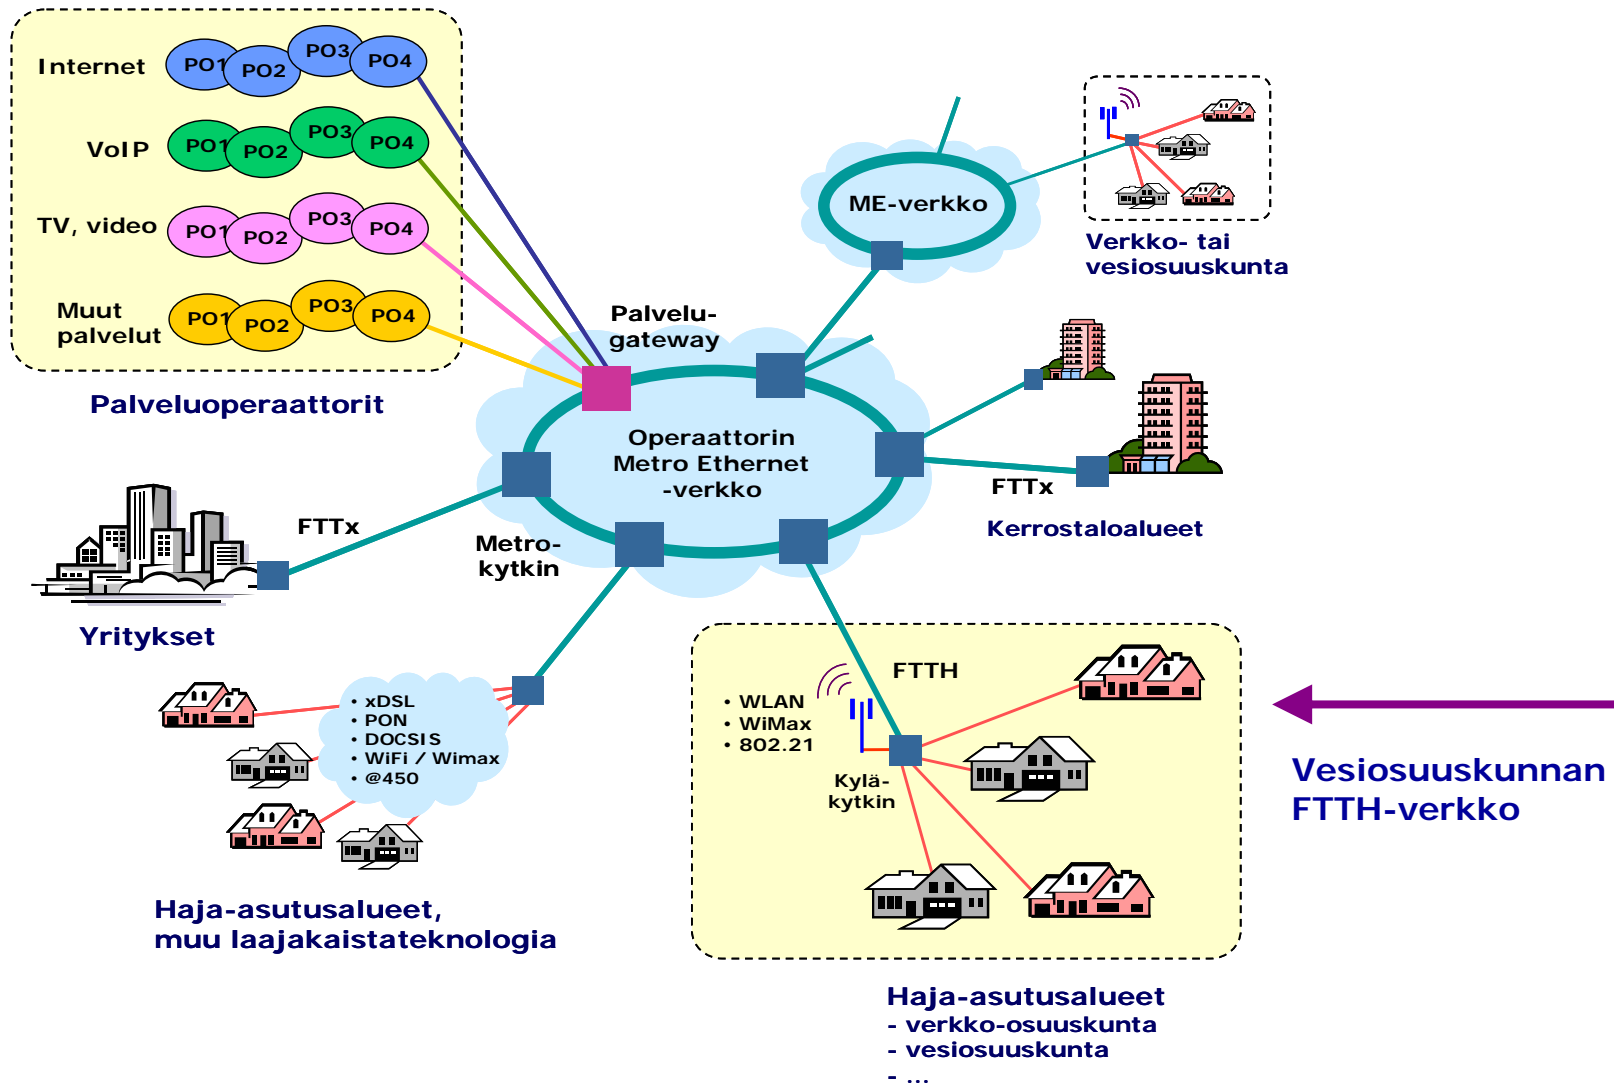 Internet
PO1
PO2
PO3
PO4
VoIP
PO1
PO2
PO3
PO4
TV, video
PO1
PO2
PO3
PO4
Muut
palvelut
PO1
PO2
PO3
PO4
Palveluoperaattorit
Palvelu-
gateway
ME-verkko
Verkko- tai
vesiosuuskunta
Operaattorin
Metro Ethernet
-verkko
FTTx
Kerrostaloalueet
FTTx
Metro-
kytkin
Yritykset
• xDSL
• PON
• DOCSIS
• WiFi / Wimax
• @450
Haja-asutusalueet,
muu laajakaistateknologia
FTTH
• WLAN
• WiMax
• 802.21
Kylä-
kytkin
Vesiosuuskunnan
FTTH-verkko
Haja-asutusalueet
- verkko-osuuskunta
- vesiosuuskunta
- ...